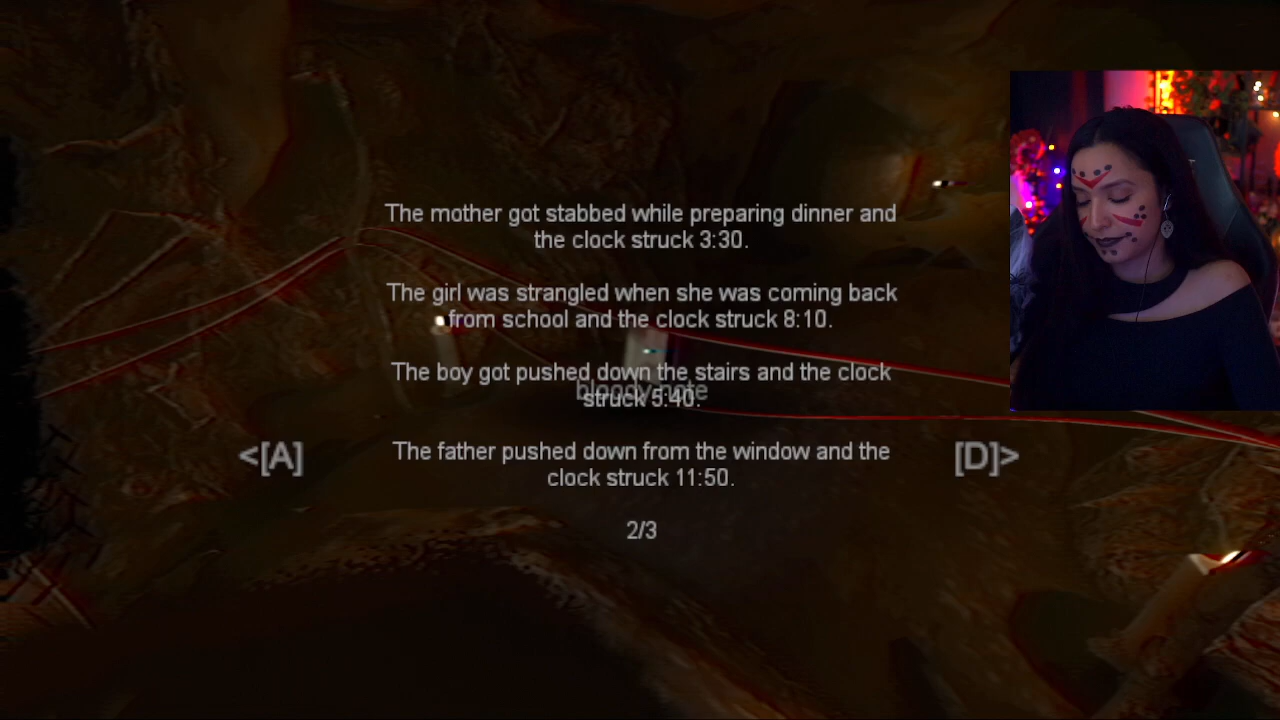 The mother got stabbed while preparing dinner and
the clock struck 3:30.
The girl was strangled when she was coming back
from school and the clock struck 8:10.
The boy got pushed down the stairs and the clock
bloody note
struck 5:40.
The father pushed down from the window and the
<[A]
[D]>
clock struck 11:50.
2/3